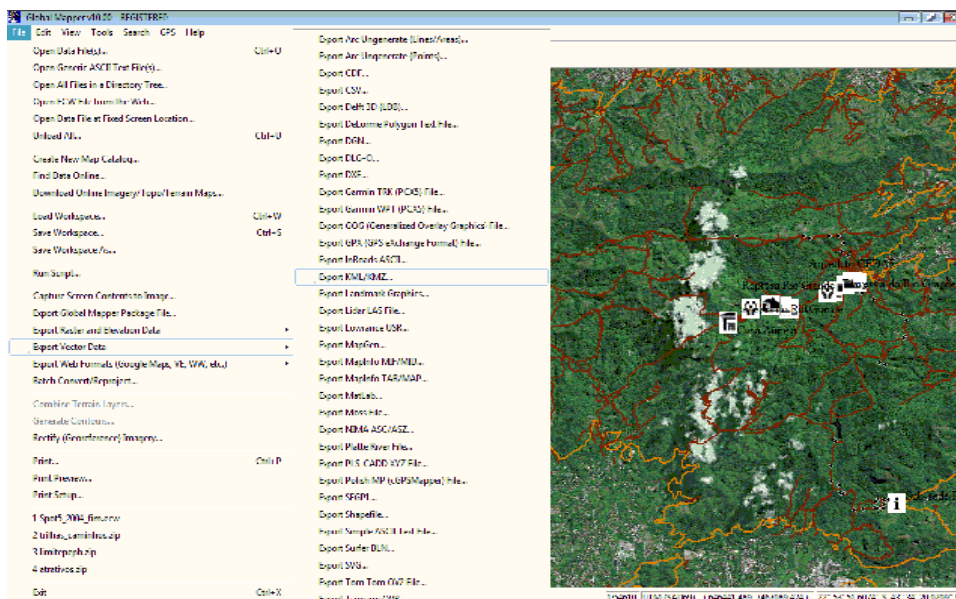 Global Mapper v10.00 - REGISTERED
File Edit View Tools Search GPS Help
Open Data File(s)... Ctrl+O
Open Generic ASCII Text File(s)...
Open All Files in a Directory Tree...
Open ECW File from the Web...
Open Data File at Fixed Screen Location...
Unload All... Ctrl+U
Create New Map Catalog...
Find Data Online...
Download Online Imagery/Topo/Terrain Maps...
Load Workspace... Ctrl+W
Save Workspace... Ctrl+S
Save Workspace As...
Run Script...
Capture Screen Contents to Image...
Export Global Mapper Package File...
Export Raster and Elevation Data
Export Vector Data
Export Web Formats (Google Maps, VE, WW, etc.)
Batch Convert/Reproject...
Combine Terrain Layers...
Generate Contours...
Rectify (Georeference) Imagery...
Print... Ctrl+P
Print Preview...
Print Setup...
1 Spot5_2004_fim.ecw
2 trilhas_caminhos.zip
3 limitepepb.zip
4 atrativos.zip
Exit Ctrl+X
Export Arc Ungenerate (Lines/Areas)...
Export Arc Ungenerate (Points)...
Export CDF...
Export CSV...
Export Delft 3D (LDB)...
Export DeLorme Polygon Text File...
Export DGN...
Export DLG-O...
Export DXF...
Export Garmin TRK (PCX5) File...
Export Garmin WPT (PCX5) File...
Export GOG (Generalized Overlay Graphics) File...
Export GPX (GPS eXchange Format) File...
Export InRoads ASCII...
Export KML/KMZ...
Export Landmark Graphics...
Export Lidar LAS File...
Export Lowrance USR...
Export MapGen...
Export MapInfo MIF/MID...
Export MapInfo TAB/MAP...
Export MatLab...
Export Moss File...
Export NIMA ASC/ASZ...
Export Platte River File...
Export PLS-CADD XYZ File...
Export Polish MP (cGPSMapper) File...
Export SEGP1...
Export Shapefile...
Export Simple ASCII Text File...
Export Surfer BLN...
Export SVG...
Export Tom Tom OV2 File...
Represa Rio Grande